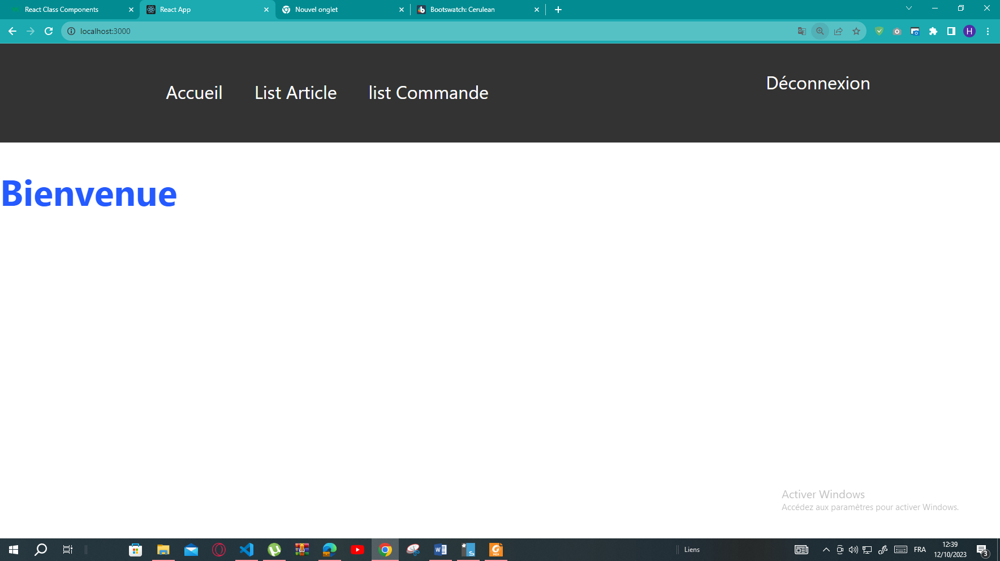 React Class Components
React App
Nouvel onglet
Bootswatch: Cerulean
localhost:3000
H
Accueil
List Article
list Commande
Déconnexion
Bienvenue
Activer Windows
Accédez aux paramètres pour activer Windows.
Liens
FRA
12:39
12/10/2023
3